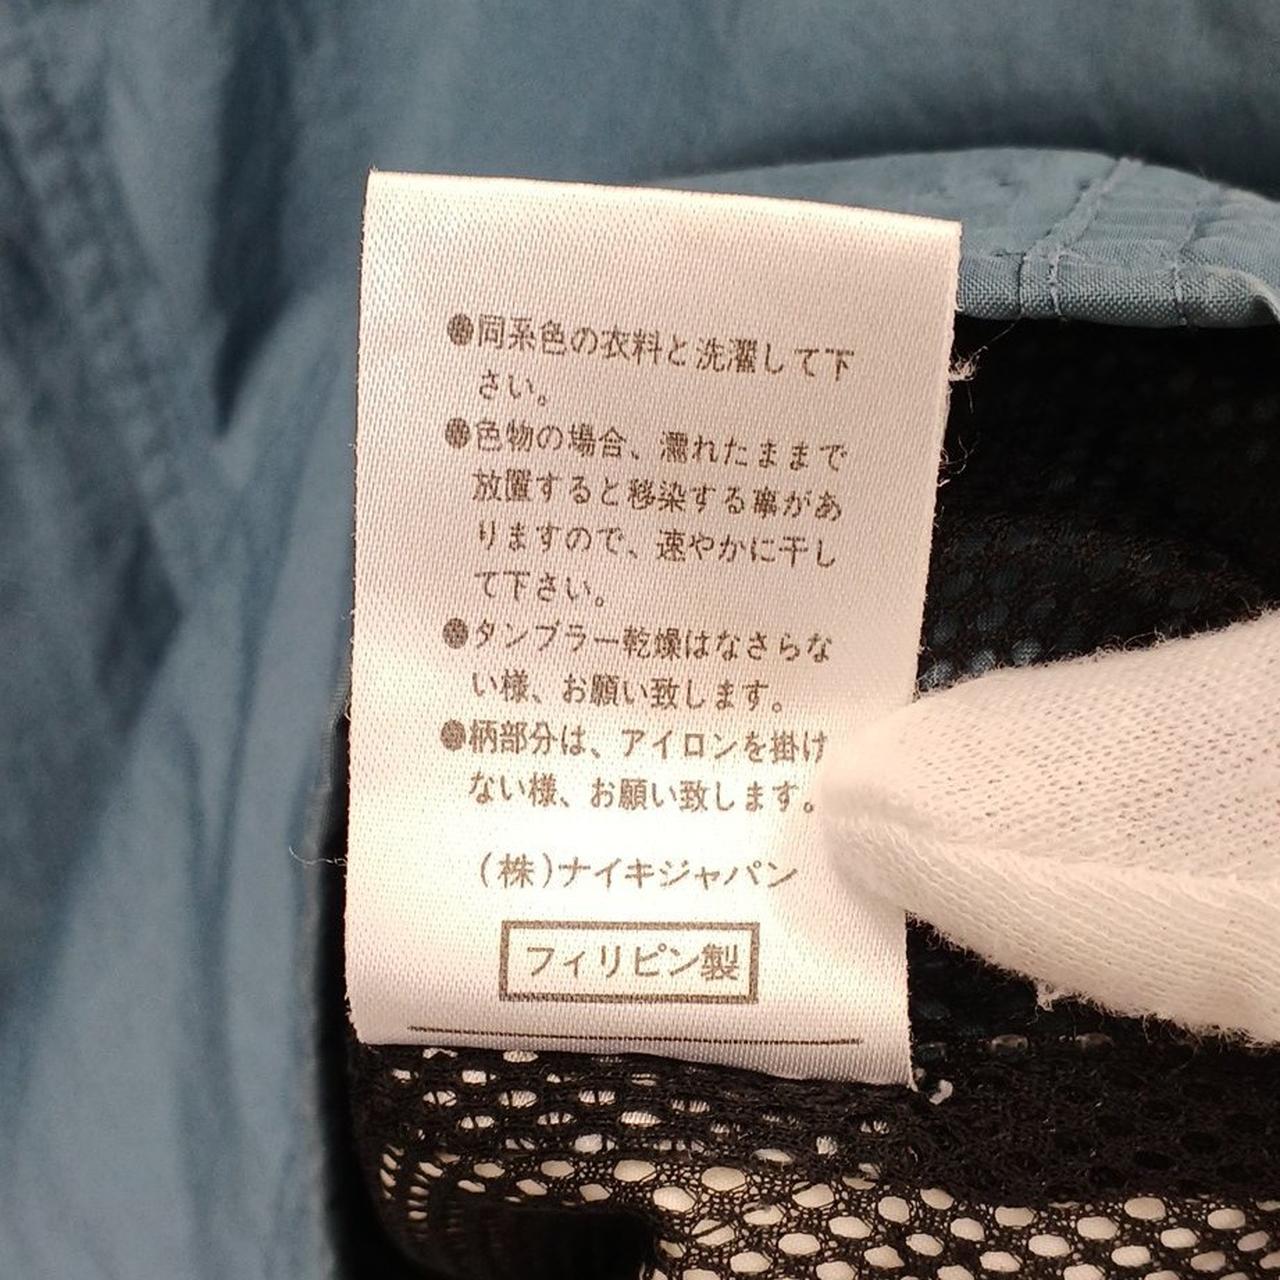 ●同系色の衣料と洗濯して下
さい。
●色物の場合、濡れたままで
放置すると移染する事があ
りますので、速やかに干し
て下さい。
●タンブラー乾燥はなさらな
い様、お願い致します。
●柄部分は、アイロンを掛け
ない様、お願い致します。
(株)ナイキジャパン
フィリピン製